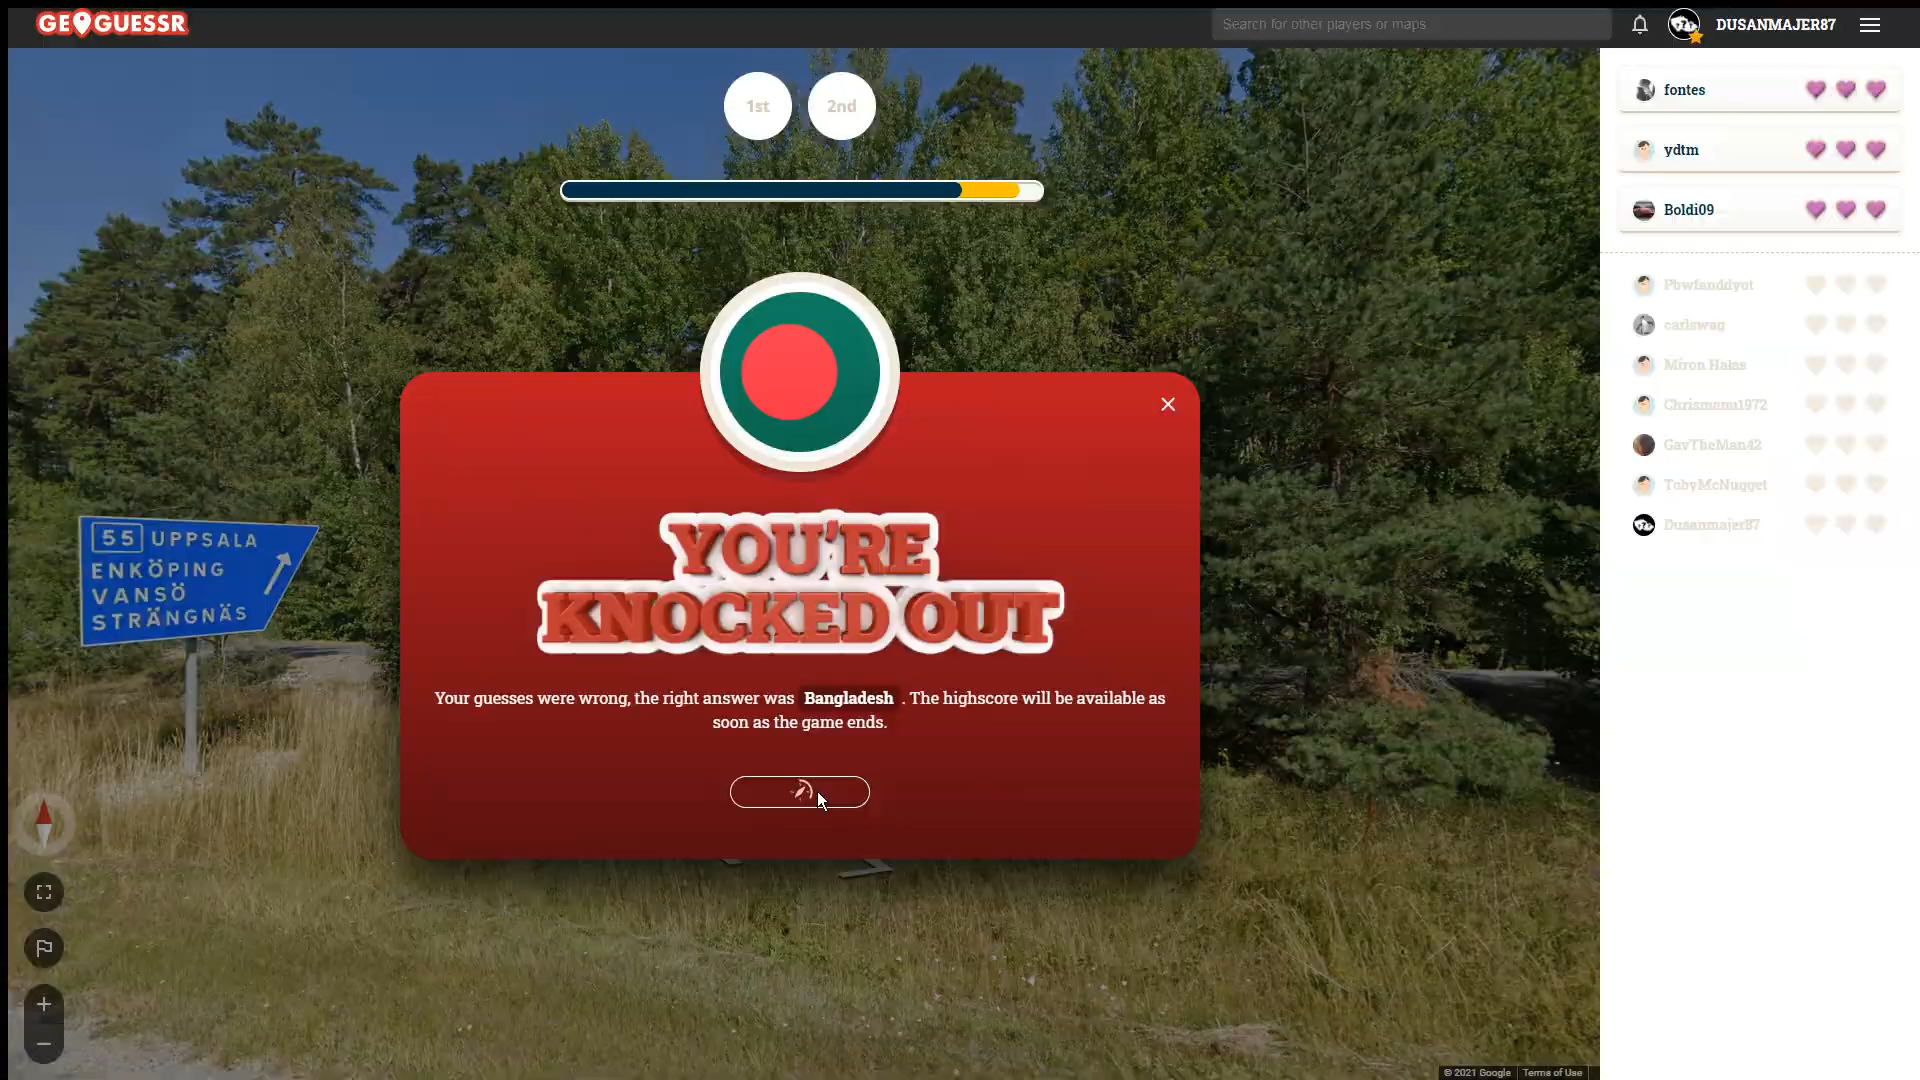 GEOGUESSR
Search for other players or maps
DUSANMAJER87
1st
2nd
fontes
ydtm
Boldi09
Pbwfanddyot
carlswag
Miron Hałas
Chrismanu1972
GavTheMan42
TobyMcNugget
Dusanmajer87
55 UPPSALA
ENKÖPING
VANSÖ
STRÄNGNÄS
YOU'RE
KNOCKED OUT
Your guesses were wrong, the right answer was Bangladesh . The highscore will be available as
soon as the game ends.
© 2021 Google
Terms of Use